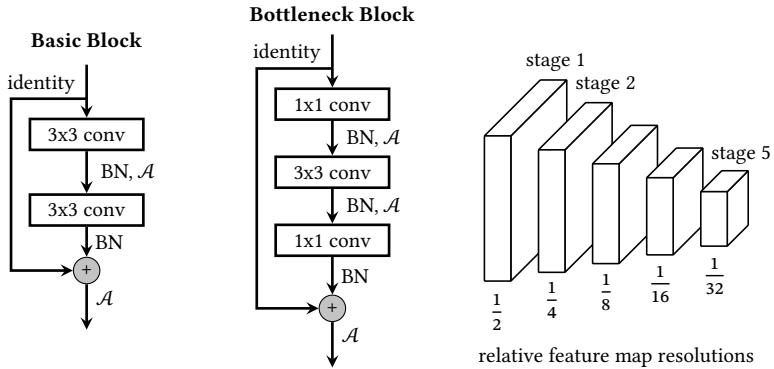 Basic Block
identity
3x3 conv
BN, 𝒜
3x3 conv
BN
+
𝒜
Bottleneck Block
identity
1x1 conv
BN, 𝒜
3x3 conv
BN, 𝒜
1x1 conv
BN
+
𝒜
stage 1
stage 2
stage 5
1/2
1/4
1/8
1/16
1/32
relative feature map resolutions